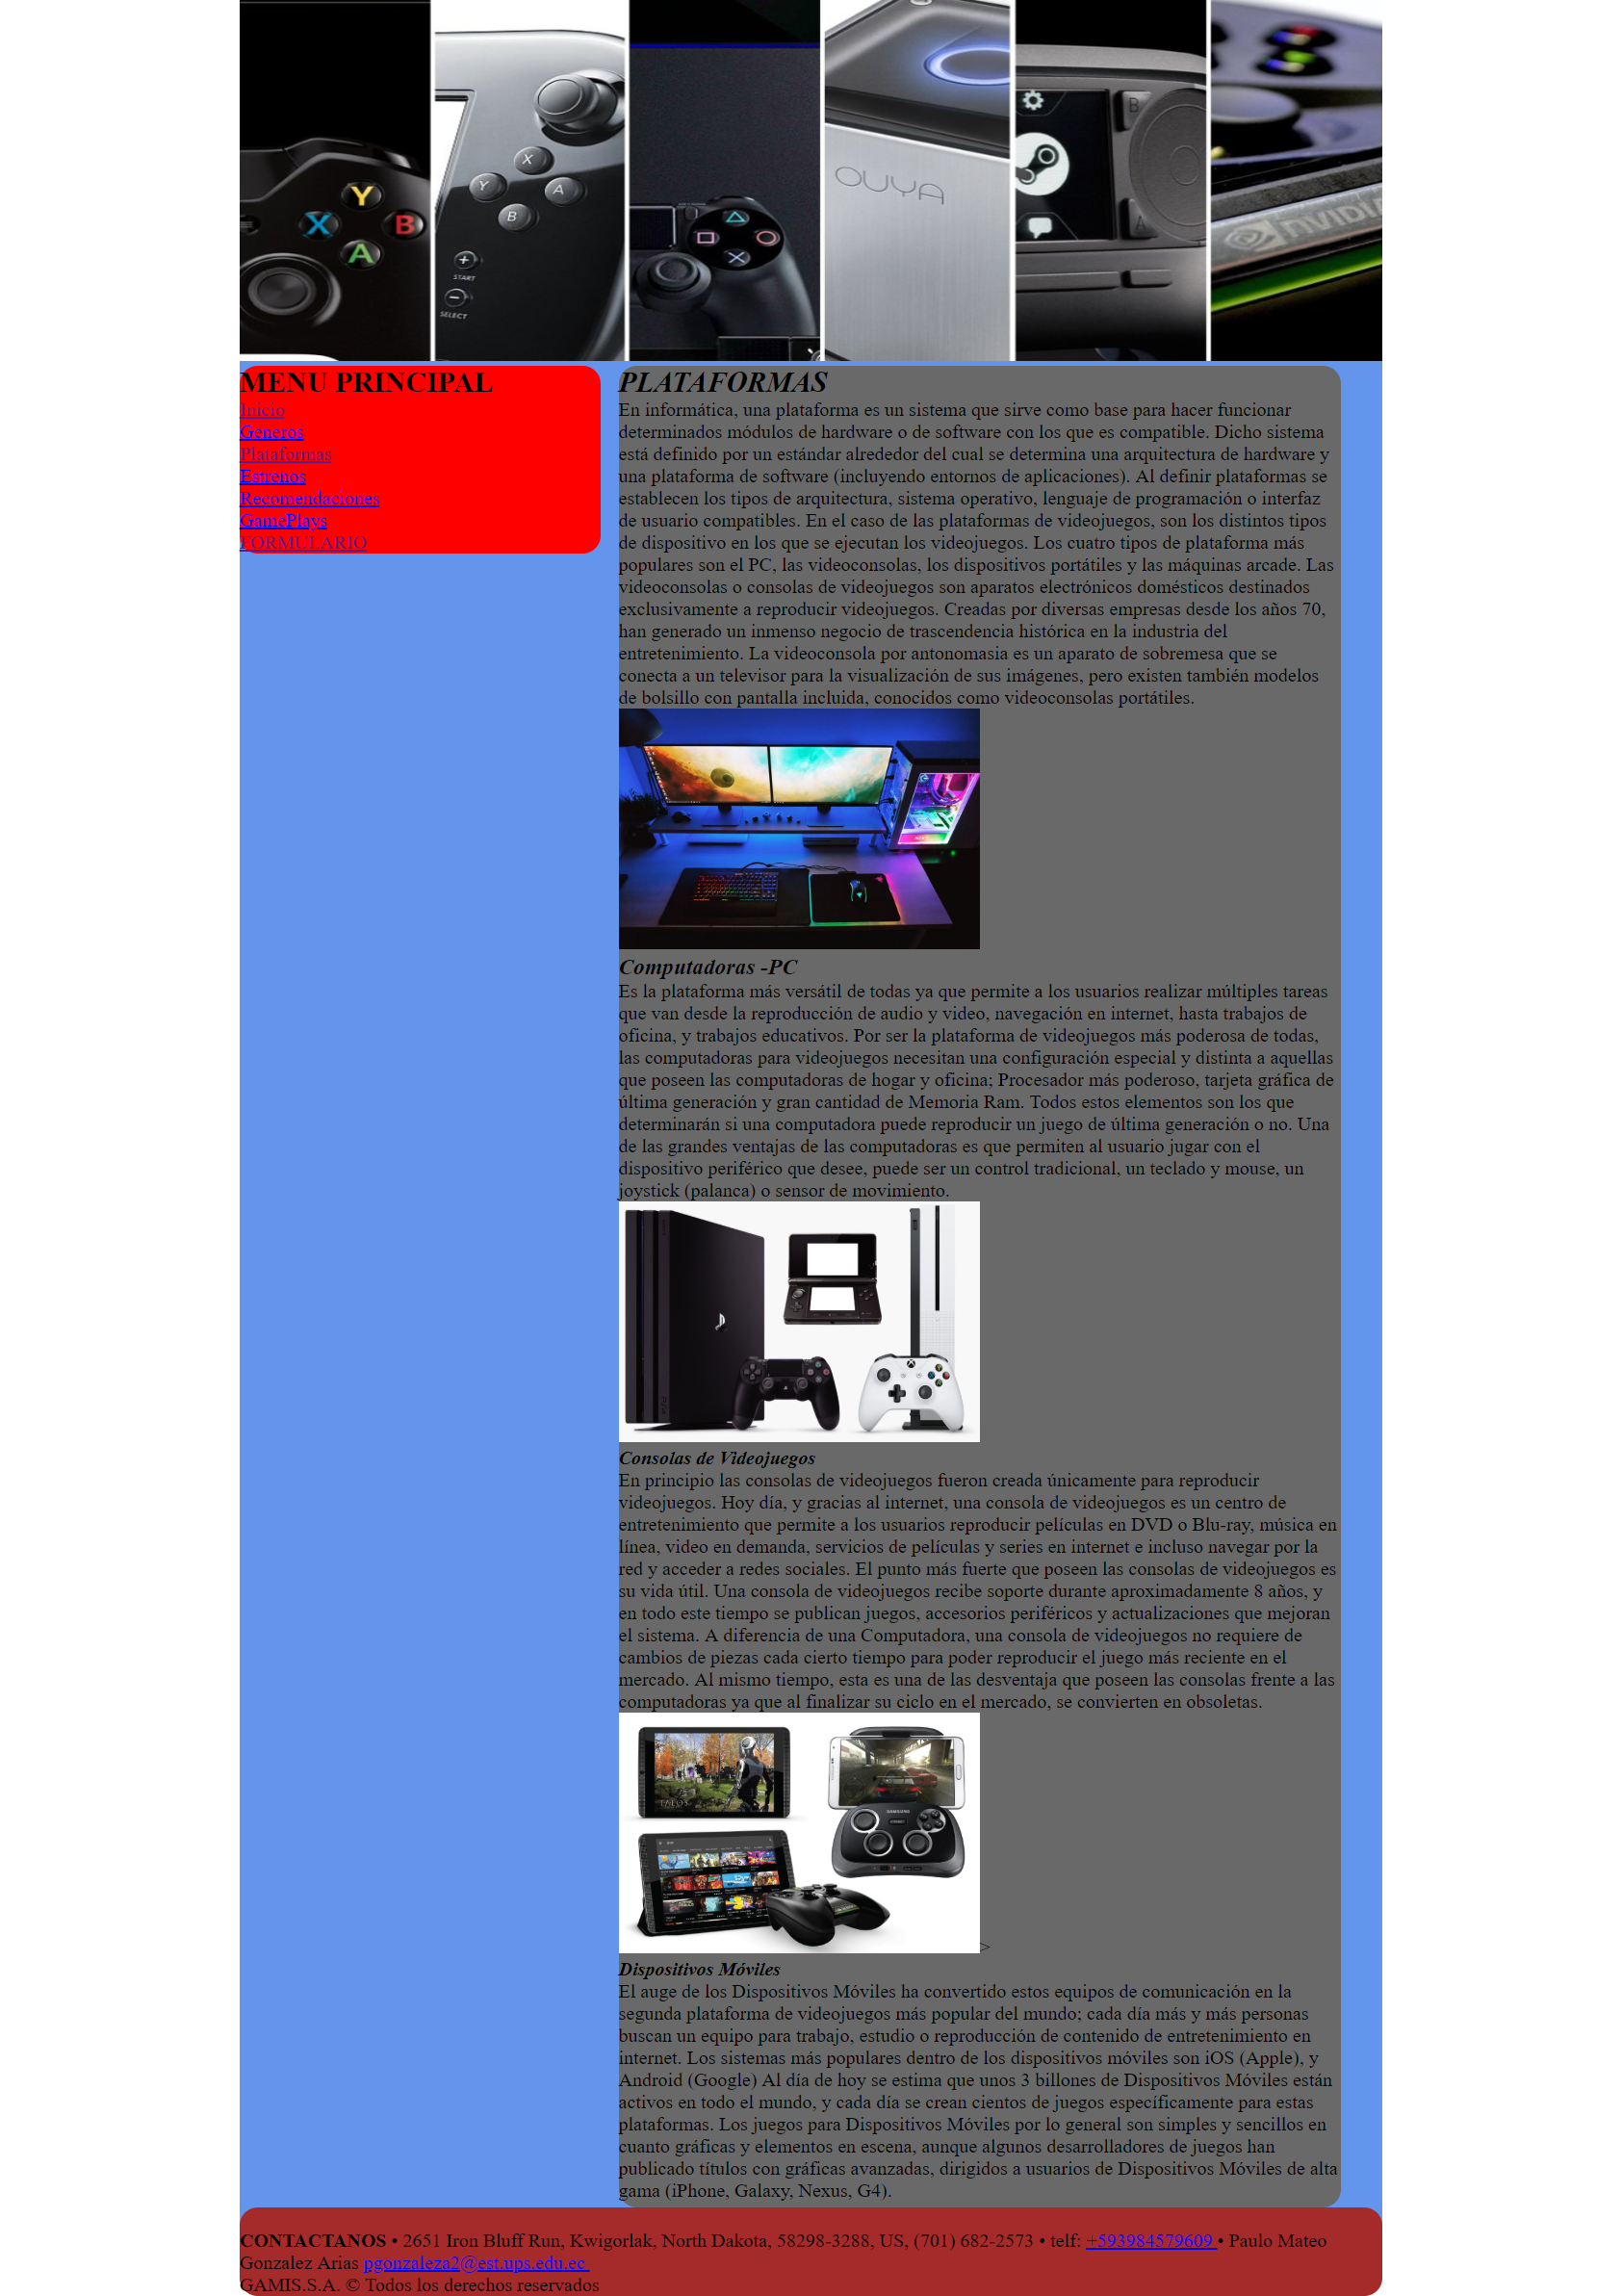 Y
X
B
A
X
Y
A
B
START
SELECT
OUYA
B
A
NVIDIA
MENU PRINCIPAL
Inicio
Generos
Plataformas
Estrenos
Recomendaciones
GamePlays
FORMULARIO
PLATAFORMAS
En informática, una plataforma es un sistema que sirve como base para hacer funcionar
determinados módulos de hardware o de software con los que es compatible. Dicho sistema
está definido por un estándar alrededor del cual se determina una arquitectura de hardware y
una plataforma de software (incluyendo entornos de aplicaciones). Al definir plataformas se
establecen los tipos de arquitectura, sistema operativo, lenguaje de programación o interfaz
de usuario compatibles. En el caso de las plataformas de videojuegos, son los distintos tipos
de dispositivo en los que se ejecutan los videojuegos. Los cuatro tipos de plataforma más
populares son el PC, las videoconsolas, los dispositivos portátiles y las máquinas arcade. Las
videoconsolas o consolas de videojuegos son aparatos electrónicos domésticos destinados
exclusivamente a reproducir videojuegos. Creadas por diversas empresas desde los años 70,
han generado un inmenso negocio de trascendencia histórica en la industria del
entretenimiento. La videoconsola por antonomasia es un aparato de sobremesa que se
conecta a un televisor para la visualización de sus imágenes, pero existen también modelos
de bolsillo con pantalla incluida, conocidos como videoconsolas portátiles.
Computadoras -PC
Es la plataforma más versátil de todas ya que permite a los usuarios realizar múltiples tareas
que van desde la reproducción de audio y video, navegación en internet, hasta trabajos de
oficina, y trabajos educativos. Por ser la plataforma de videojuegos más poderosa de todas,
las computadoras para videojuegos necesitan una configuración especial y distinta a aquellas
que poseen las computadoras de hogar y oficina; Procesador más poderoso, tarjeta gráfica de
última generación y gran cantidad de Memoria Ram. Todos estos elementos son los que
determinarán si una computadora puede reproducir un juego de última generación o no. Una
de las grandes ventajas de las computadoras es que permiten al usuario jugar con el
dispositivo periférico que desee, puede ser un control tradicional, un teclado y mouse, un
joystick (palanca) o sensor de movimiento.
Consolas de Videojuegos
En principio las consolas de videojuegos fueron creada únicamente para reproducir
videojuegos. Hoy día, y gracias al internet, una consola de videojuegos es un centro de
entretenimiento que permite a los usuarios reproducir películas en DVD o Blu-ray, música en
línea, video en demanda, servicios de películas y series en internet e incluso navegar por la
red y acceder a redes sociales. El punto más fuerte que poseen las consolas de videojuegos es
su vida útil. Una consola de videojuegos recibe soporte durante aproximadamente 8 años, y
en todo este tiempo se publican juegos, accesorios periféricos y actualizaciones que mejoran
el sistema. A diferencia de una Computadora, una consola de videojuegos no requiere de
cambios de piezas cada cierto tiempo para poder reproducir el juego más reciente en el
mercado. Al mismo tiempo, esta es una de las desventaja que poseen las consolas frente a las
computadoras ya que al finalizar su ciclo en el mercado, se convierten en obsoletas.
SAMSUNG
>
Dispositivos Móviles
El auge de los Dispositivos Móviles ha convertido estos equipos de comunicación en la
segunda plataforma de videojuegos más popular del mundo; cada día más y más personas
buscan un equipo para trabajo, estudio o reproducción de contenido de entretenimiento en
internet. Los sistemas más populares dentro de los dispositivos móviles son iOS (Apple), y
Android (Google) Al día de hoy se estima que unos 3 billones de Dispositivos Móviles están
activos en todo el mundo, y cada día se crean cientos de juegos específicamente para estas
plataformas. Los juegos para Dispositivos Móviles por lo general son simples y sencillos en
cuanto gráficas y elementos en escena, aunque algunos desarrolladores de juegos han
publicado títulos con gráficas avanzadas, dirigidos a usuarios de Dispositivos Móviles de alta
gama (iPhone, Galaxy, Nexus, G4).
CONTACTANOS • 2651 Iron Bluff Run, Kwigorlak, North Dakota, 58298-3288, US, (701) 682-2573 • telf: +593984579609 • Paulo Mateo
Gonzalez Arias pgonzaleza2@est.ups.edu.ec
GAMIS.S.A. © Todos los derechos reservados